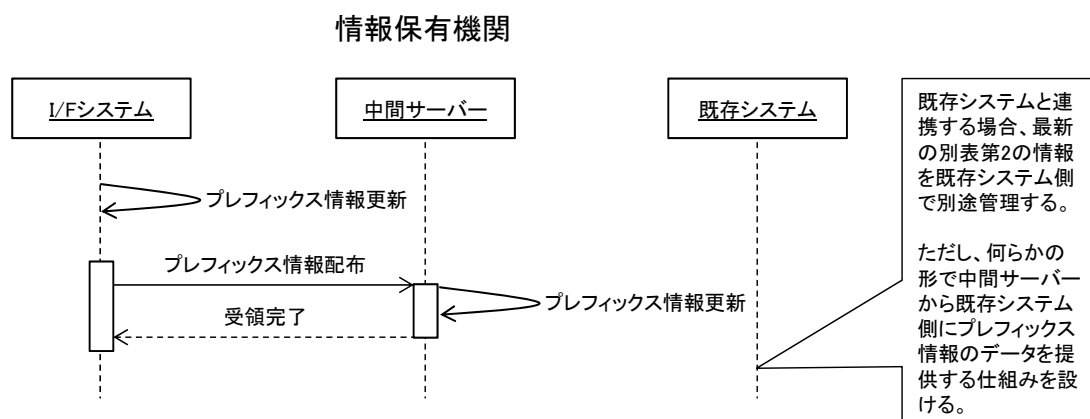 情報保有機関
I/Fシステム
中間サーバー
既存システム
プレフィックス情報更新
プレフィックス情報配布
プレフィックス情報更新
受領完了
既存システムと連
携する場合、最新
の別表第2の情報
を既存システム側
で別途管理する。
ただし、何らかの
形で中間サーバー
から既存システム
側にプレフィックス
情報のデータを提
供する仕組みを設
ける。